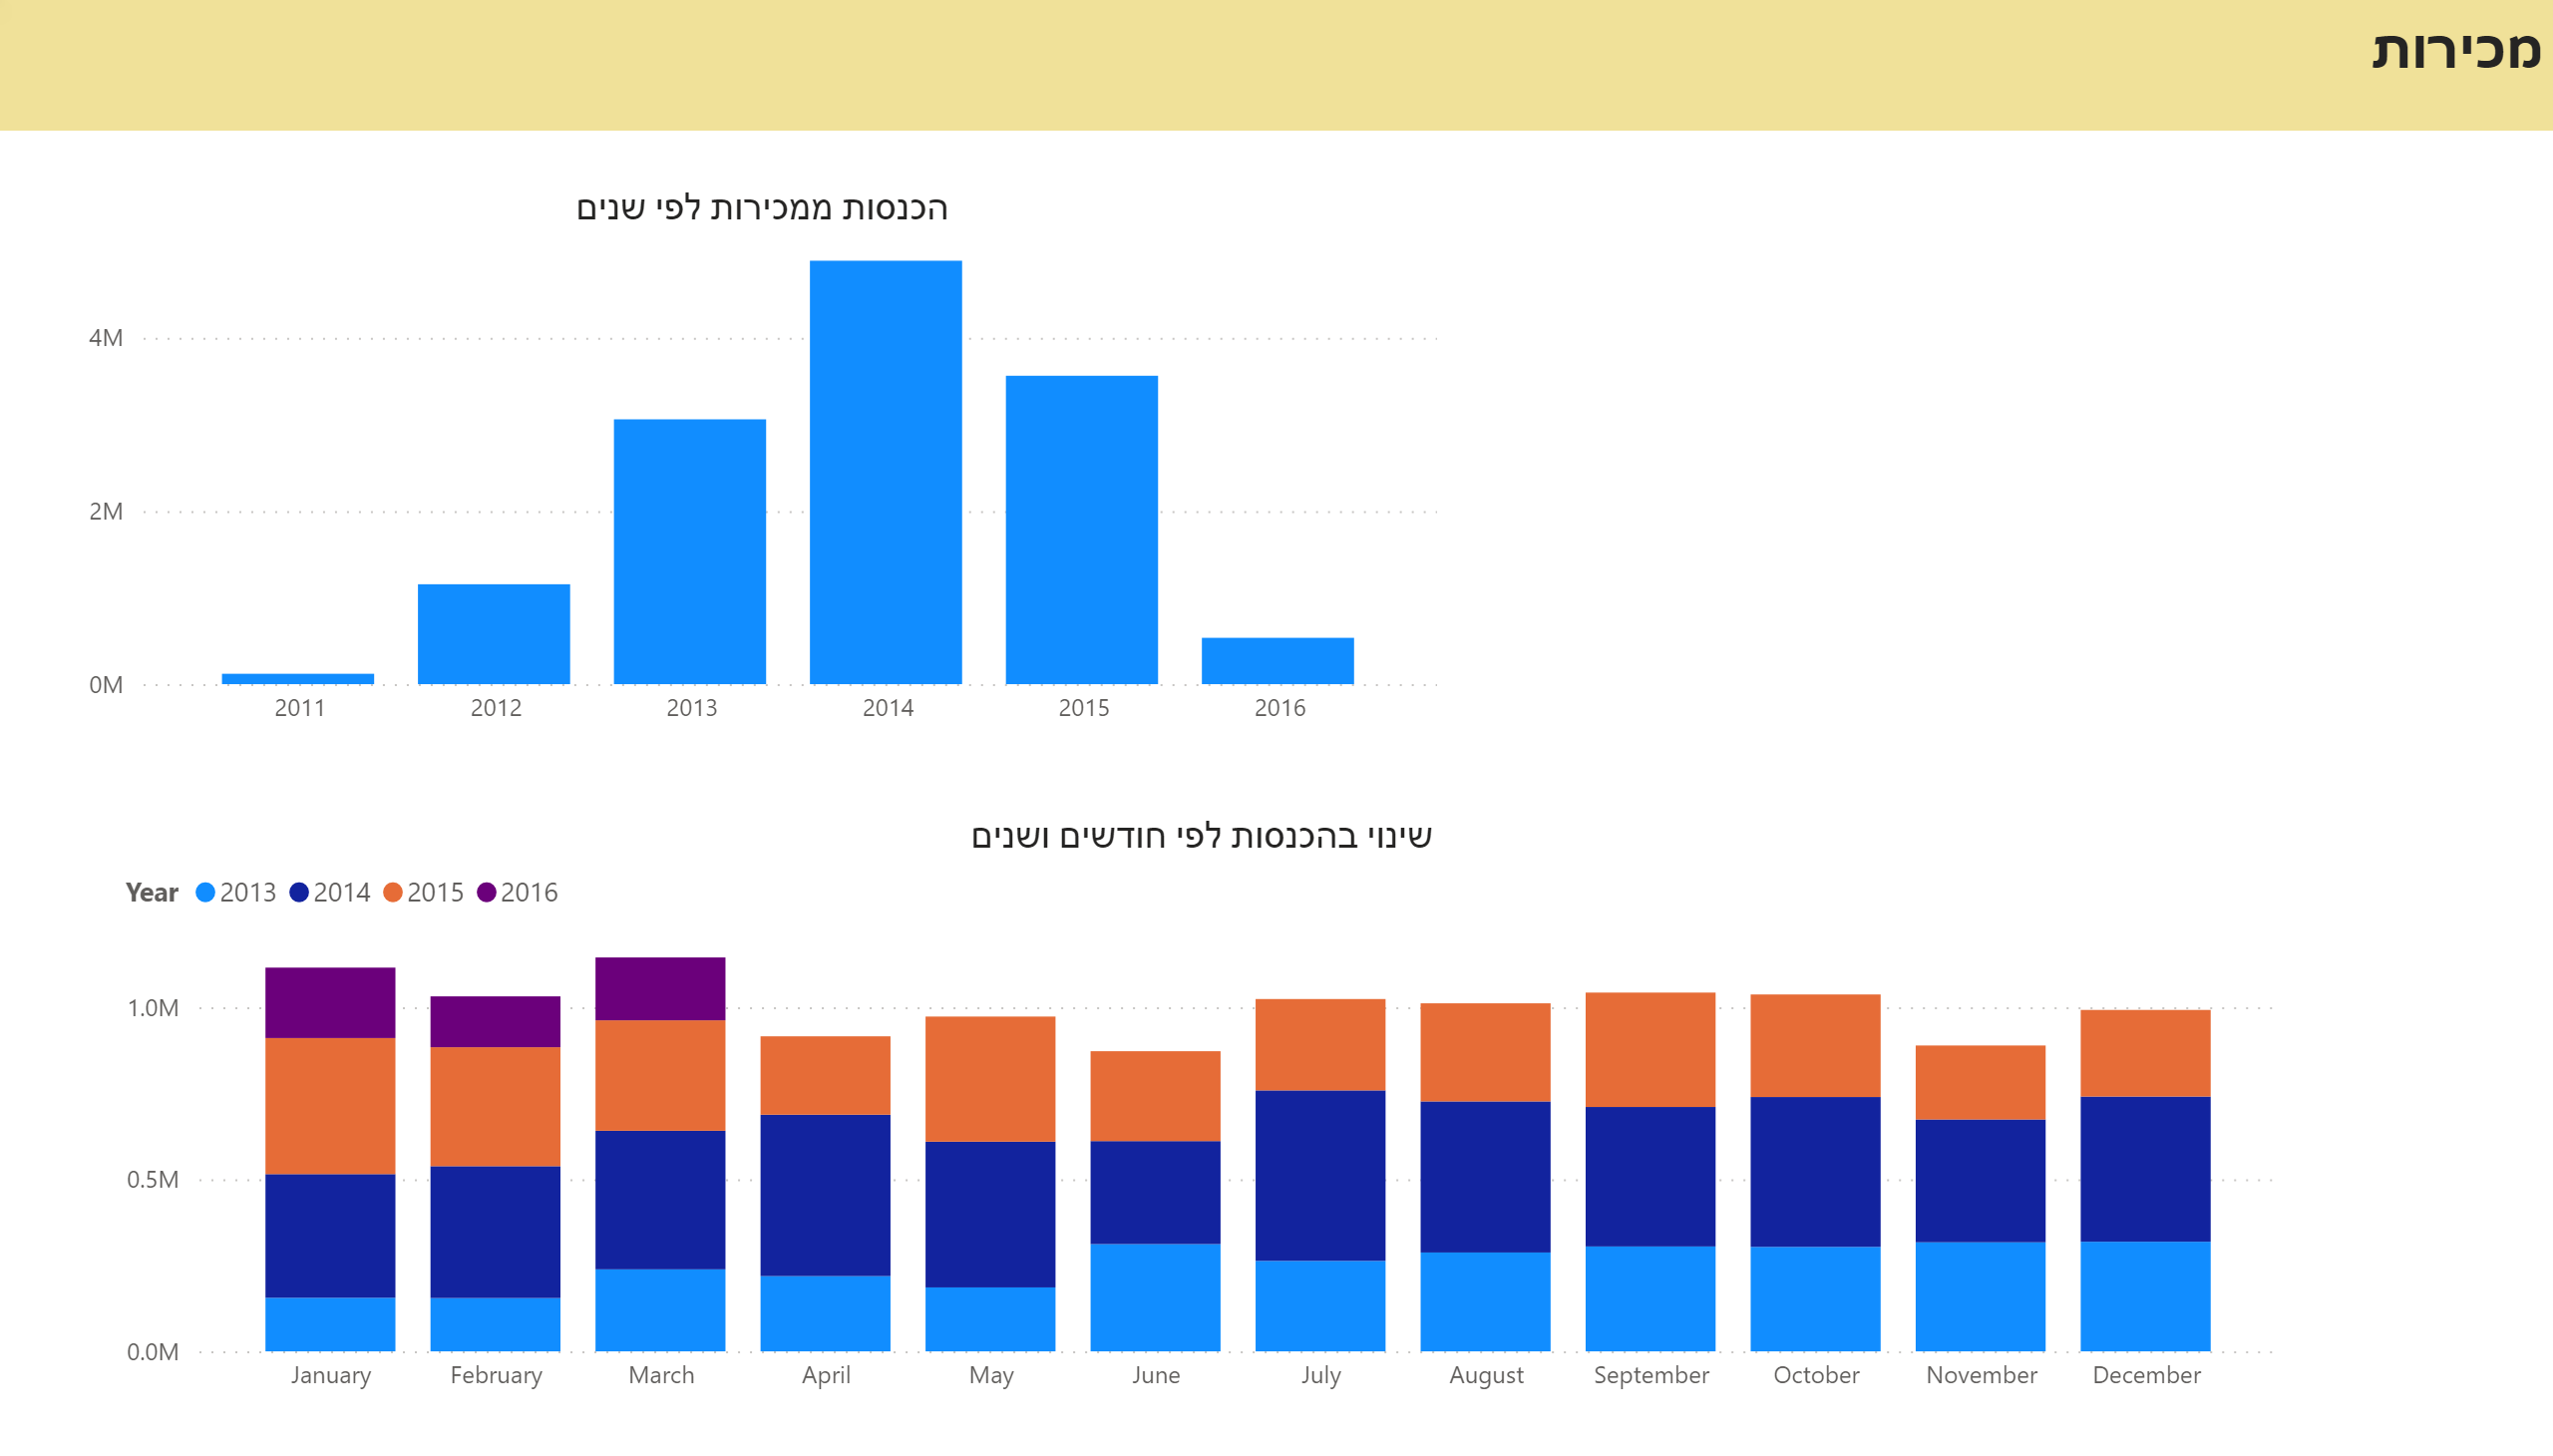 מכירות
הכנסות ממכירות לפי שנים
4M
2M
0M
2011 2012 2013 2014 2015 2016
שינוי בהכנסות לפי חודשים ושנים
Year 2013 2014 2015 2016
1.0M
0.5M
0.0M
January February March April May June July August September October November December